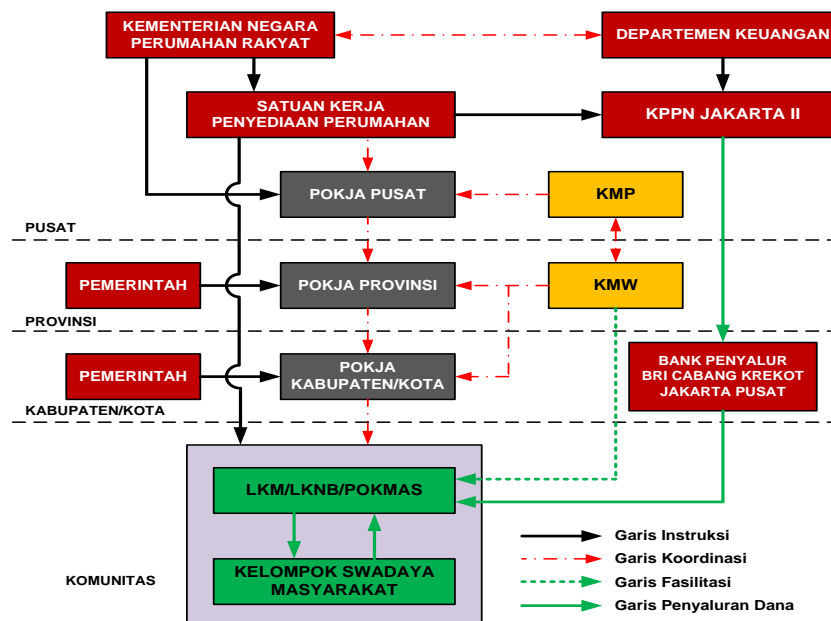 KEMENTERIAN NEGARA
PERUMAHAN RAKYAT
DEPARTEMEN KEUANGAN
SATUAN KERJA
PENYEDIAAN PERUMAHAN
KPPN JAKARTA II
POKJA PUSAT
KMP
PUSAT
PEMERINTAH
POKJA PROVINSI
KMW
PROVINSI
PEMERINTAH
POKJA
KABUPATEN/KOTA
BANK PENYALUR
BRI CABANG KREKOT
JAKARTA PUSAT
KABUPATEN/KOTA
LKM/LKNB/POKMAS
KELOMPOK SWADAYA
MASYARAKAT
KOMUNITAS
Garis Instruksi
Garis Koordinasi
Garis Fasilitasi
Garis Penyaluran Dana